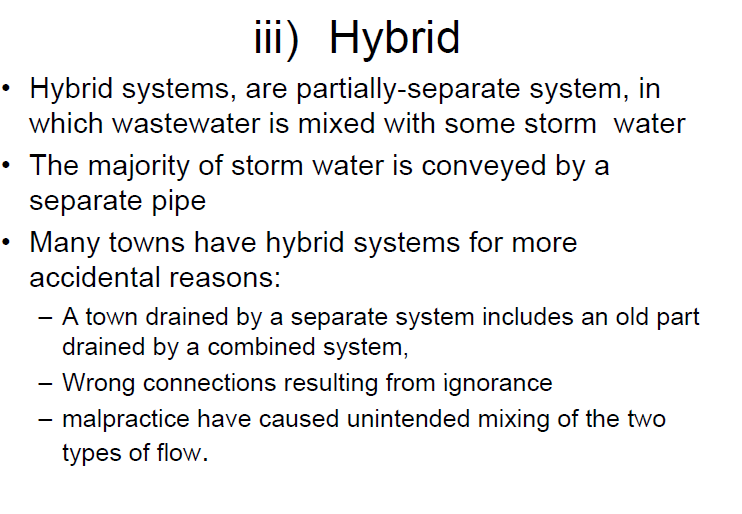 iii)  Hybrid
• Hybrid systems, are partially-separate system, in
which wastewater is mixed with some storm  water
• The majority of storm water is conveyed by a
separate pipe
• Many towns have hybrid systems for more
accidental reasons:
– A town drained by a separate system includes an old part
drained by a combined system,
– Wrong connections resulting from ignorance
– malpractice have caused unintended mixing of the two
types of flow.